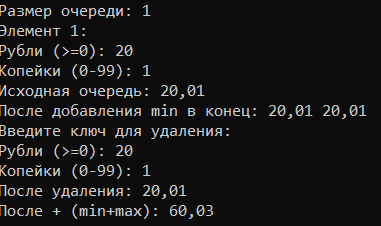 Размер очереди: 1
Элемент 1:
Рубли (>=0): 20
Копейки (0-99): 1
Исходная очередь: 20,01
После добавления min в конец: 20,01 20,01
Введите ключ для удаления:
Рубли (>=0): 20
Копейки (0-99): 1
После удаления: 20,01
После + (min+max): 60,03